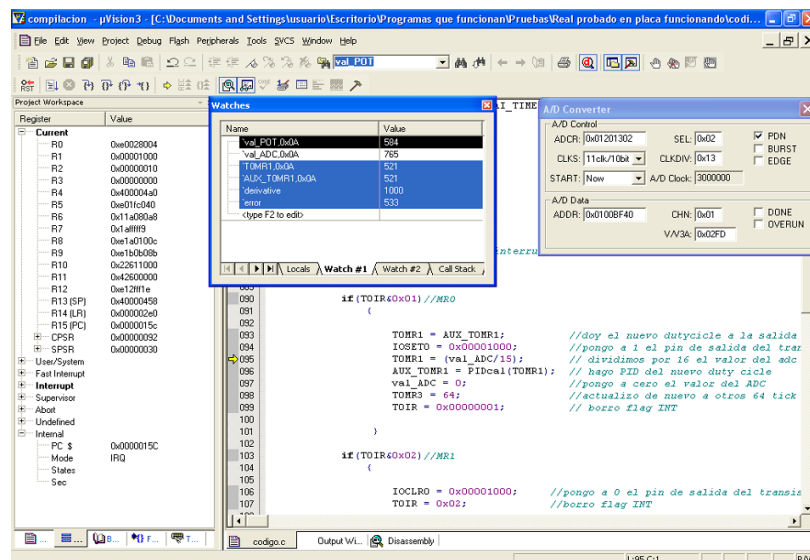 compilacion - µVision3 - [C:\Documents and Settings\usuario\Escritorio\Programas que funcionan\Pruebas\Real probado en placa funcionando\codi...
File Edit View Project Debug Flash Peripherals Tools SVCS Window Help
val_POT
RST
Project Workspace
Register Value
Current
R0 0xe0028004
R1 0x00001000
R2 0x00000010
R3 0x00000000
R4 0x400004a0
R5 0xe01fc040
R6 0x11a080a8
R7 0x1affff9
R8 0xe1a0100c
R9 0xe1b0b08b
R10 0x22611000
R11 0x42600000
R12 0xe12fff1e
R13 (SP) 0x40000458
R14 (LR) 0x000002e0
R15 (PC) 0x0000015c
CPSR 0x00000092
SPSR 0x00000030
User/System
Fast Interrupt
Interrupt
Supervisor
Abort
Undefined
Internal
PC $ 0x0000015C
Mode IRQ
States
Sec
Watches
Name Value
`val_POT,0x0A 584
`val_ADC,0x0A 765
`T0MR1,0x0A 521
`AUX_T0MR1,0x0A 521
`derivative 1000
`error 533
<type F2 to edit>
Locals Watch #1 Watch #2 Call Stack
AI_TIME
interru
A/D Converter
A/D Control
ADCR: 0x01201302 SEL: 0x02 PDN
CLKS: 11clk/10bit CLKDIV: 0x13 BURST
EDGE
START: Now A/D Clock: 3000000
A/D Data
ADDR: 0x0100BF40 CHN: 0x01 DONE
OVERUN
V/V3A: 0x02FD
089
090 if(T0IR&0x01)//MR0
091 {
092
093 T0MR1 = AUX_T0MR1; //doy el nuevo dutycicle a la salida
094 IOSET0 = 0x00001000; //pongo a 1 el pin de salida del tran
095 T0MR1 = (val_ADC/15); // dividimos por 16 el valor del adc
096 AUX_T0MR1 = PIDcal(T0MR1); // hago PID del nuevo duty cicle
097 val_ADC = 0; //pongo a cero el valor del ADC
098 T0MR3 = 64; //actualizo de nuevo a otros 64 tick
099 T0IR = 0x00000001; // borro flag INT
100
101 }
102
103 if(T0IR&0x02)//MR1
104 {
105
106 IOCLR0 = 0x00001000; //pongo a 0 el pin de salida del transis
107 T0IR = 0x02; //borro flag INT
B... F... T...
codigo.c Output Wi... Disassembly
L:95 C:1